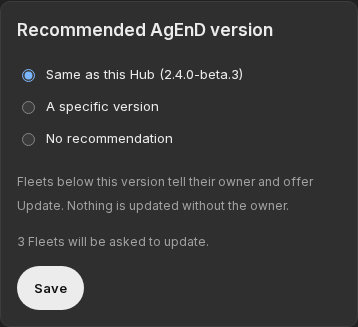 Recommended AgEnD version
Same as this Hub (2.4.0-beta.3)
A specific version
No recommendation
Fleets below this version tell their owner and offer
Update. Nothing is updated without the owner.
3 Fleets will be asked to update.
Save